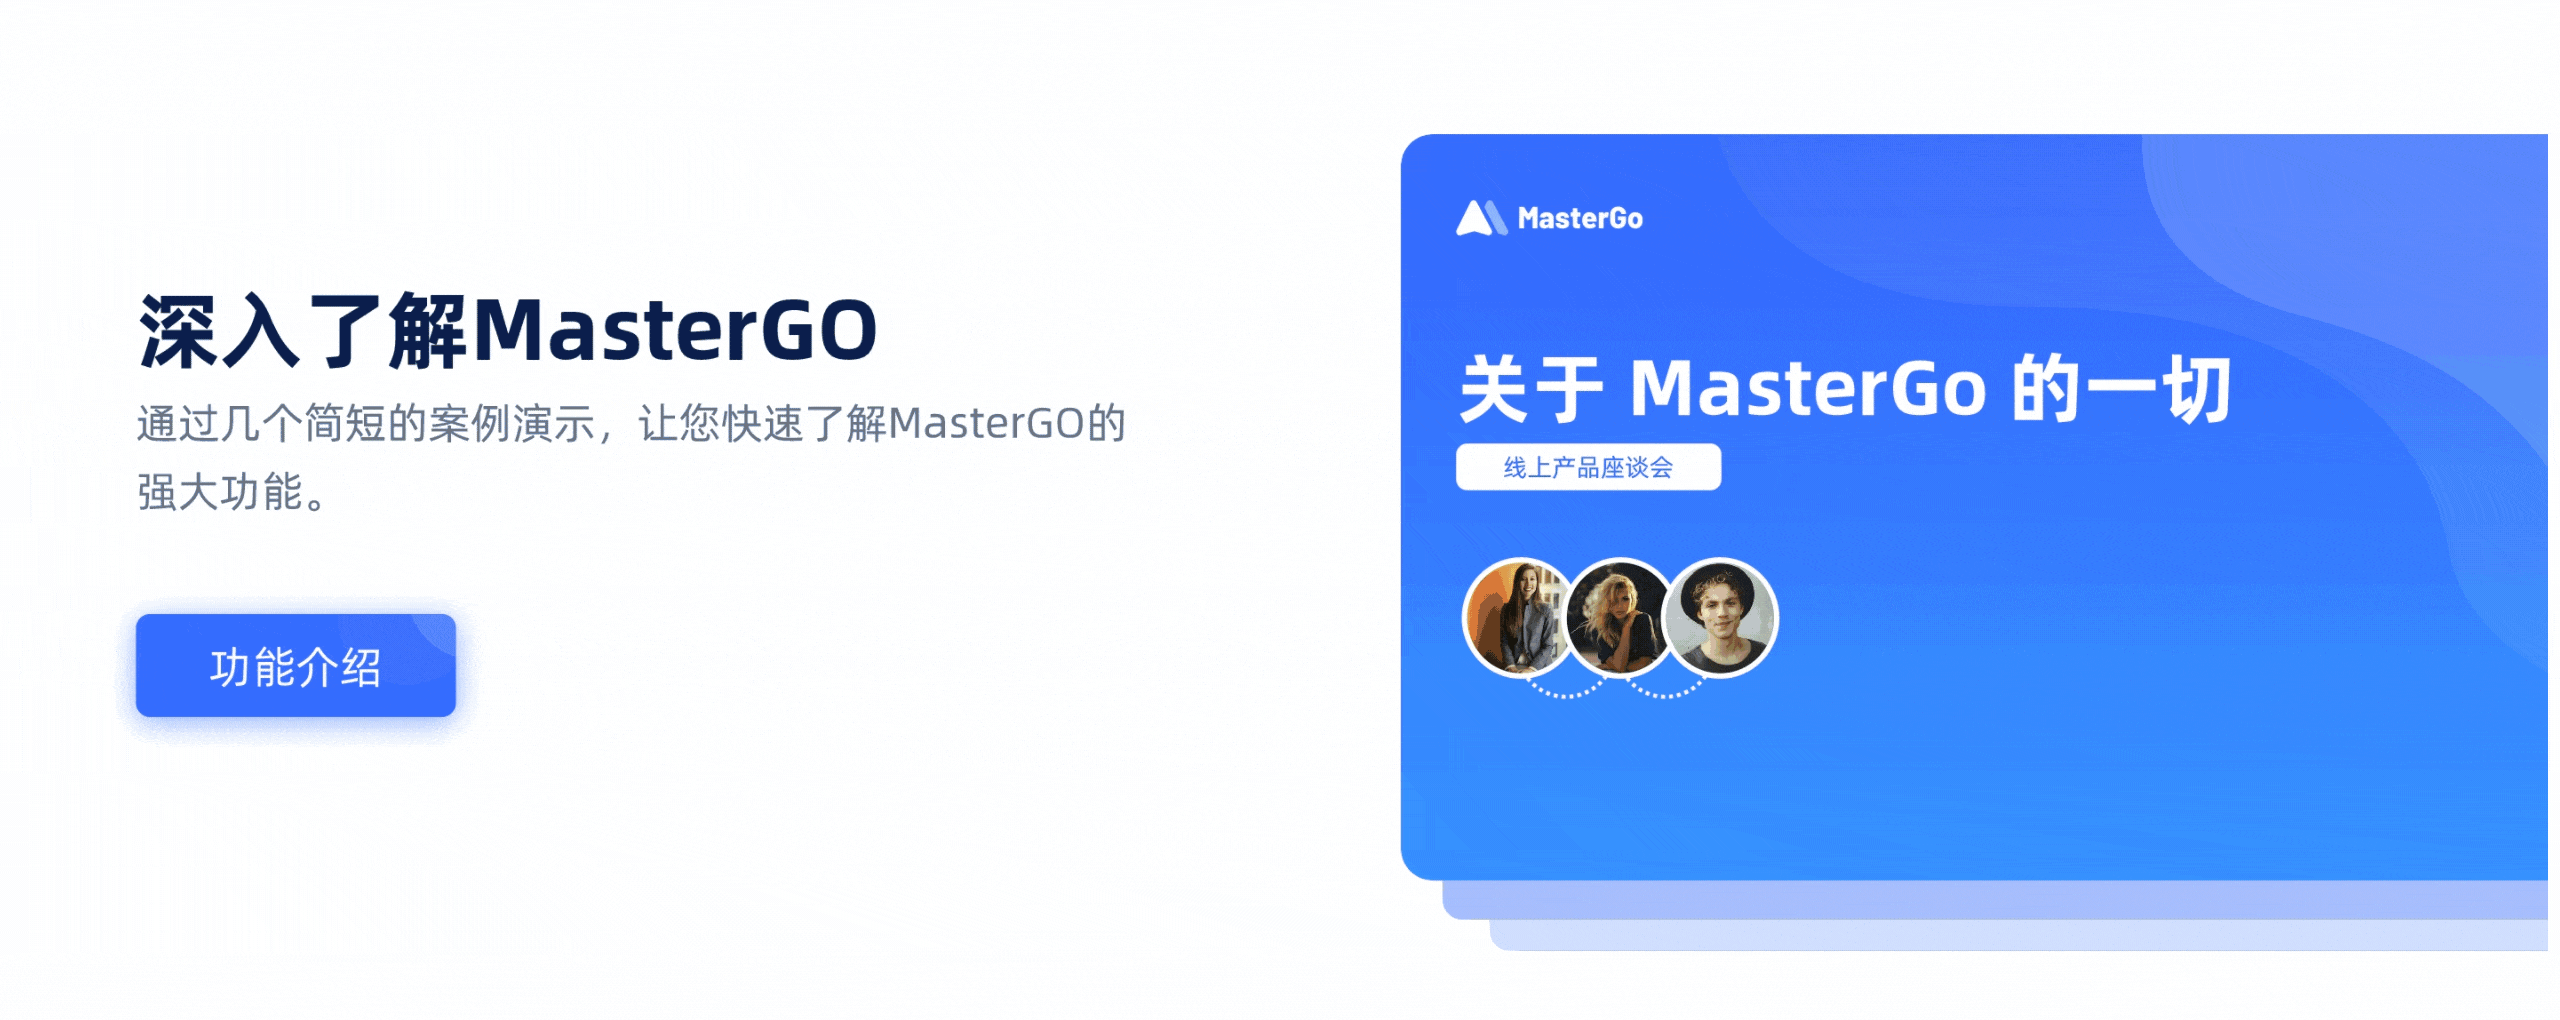 深入了解MasterGO
通过几个简短的案例演示，让您快速了解MasterGO的
强大功能。
功能介绍
MasterGo
关于 MasterGo 的一切
线上产品座谈会